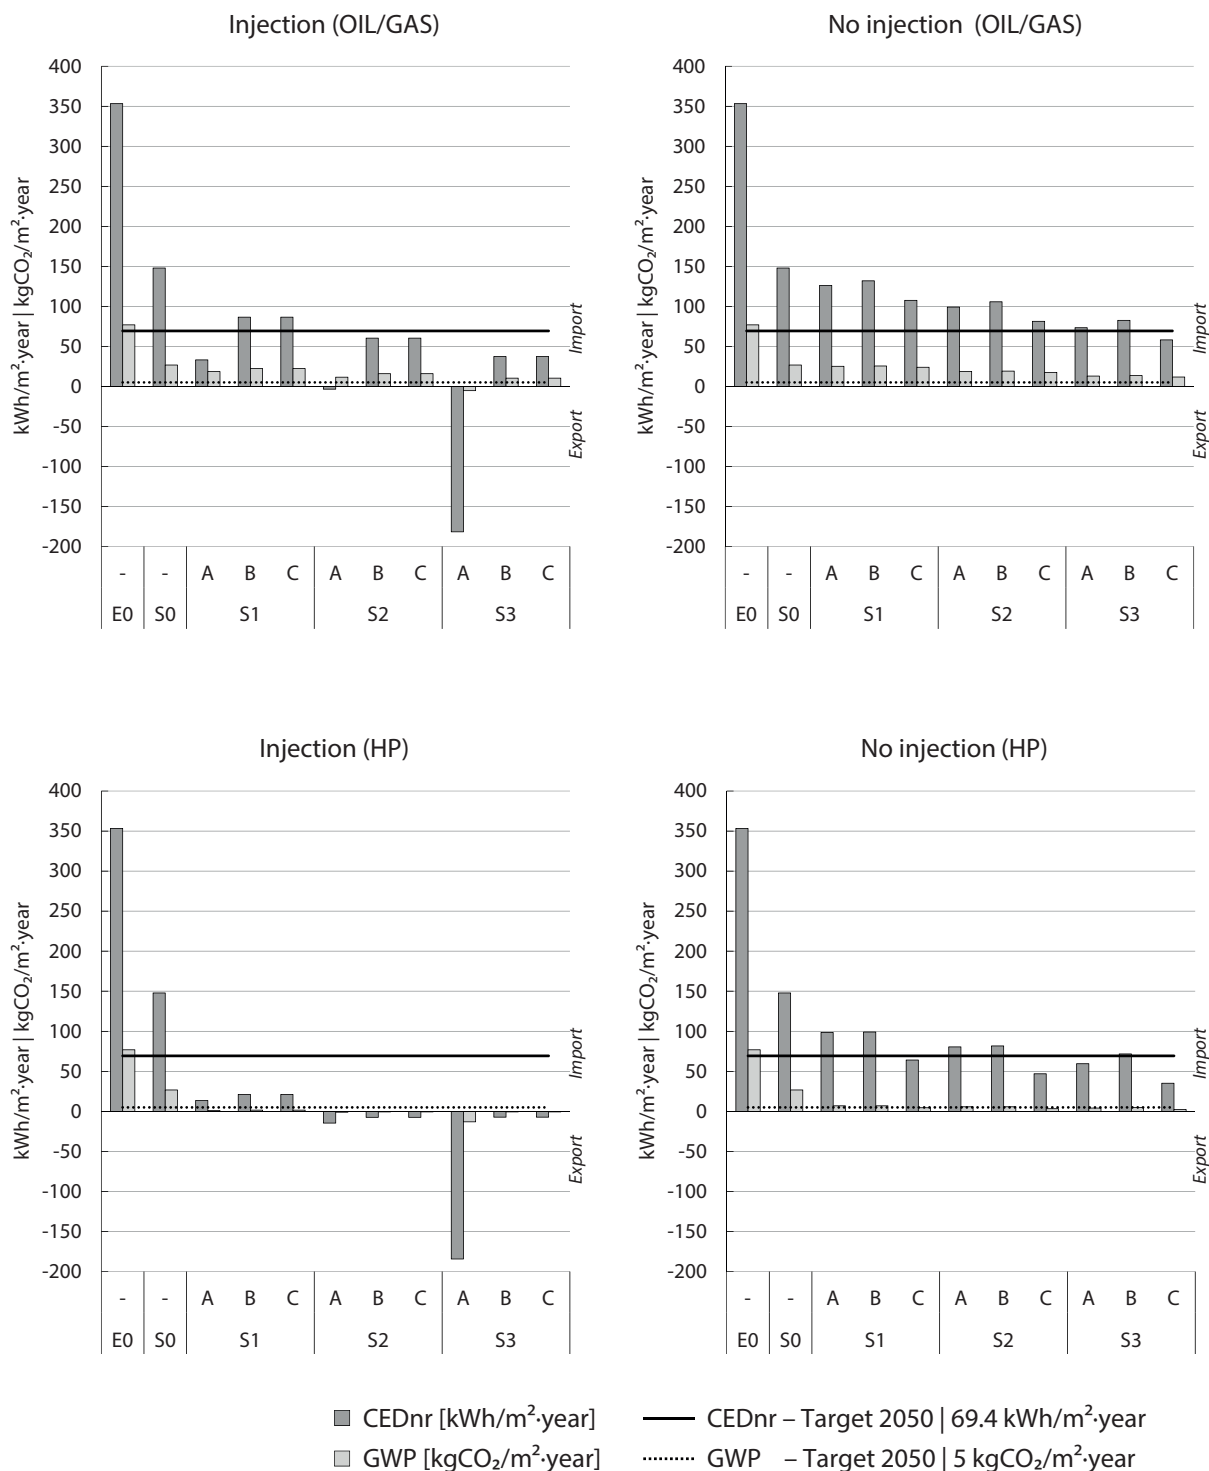 Injection (OIL/GAS)
kWh/m²·year | kgCO₂/m²·year
400
350
300
250
200
150
100
50
0
-50
-100
-150
-200
Import
Export
- - A B C A B C A B C
E0 S0 S1 S2 S3
No injection (OIL/GAS)
kWh/m²·year | kgCO₂/m²·year
400
350
300
250
200
150
100
50
0
-50
-100
-150
-200
Import
Export
- - A B C A B C A B C
E0 S0 S1 S2 S3
Injection (HP)
kWh/m²·year | kgCO₂/m²·year
400
350
300
250
200
150
100
50
0
-50
-100
-150
-200
Import
Export
- - A B C A B C A B C
E0 S0 S1 S2 S3
No injection (HP)
kWh/m²·year | kgCO₂/m²·year
400
350
300
250
200
150
100
50
0
-50
-100
-150
-200
Import
Export
- - A B C A B C A B C
E0 S0 S1 S2 S3
CEDnr [kWh/m²·year]
GWP [kgCO₂/m²·year]
CEDnr – Target 2050 | 69.4 kWh/m²·year
GWP – Target 2050 | 5 kgCO₂/m²·year